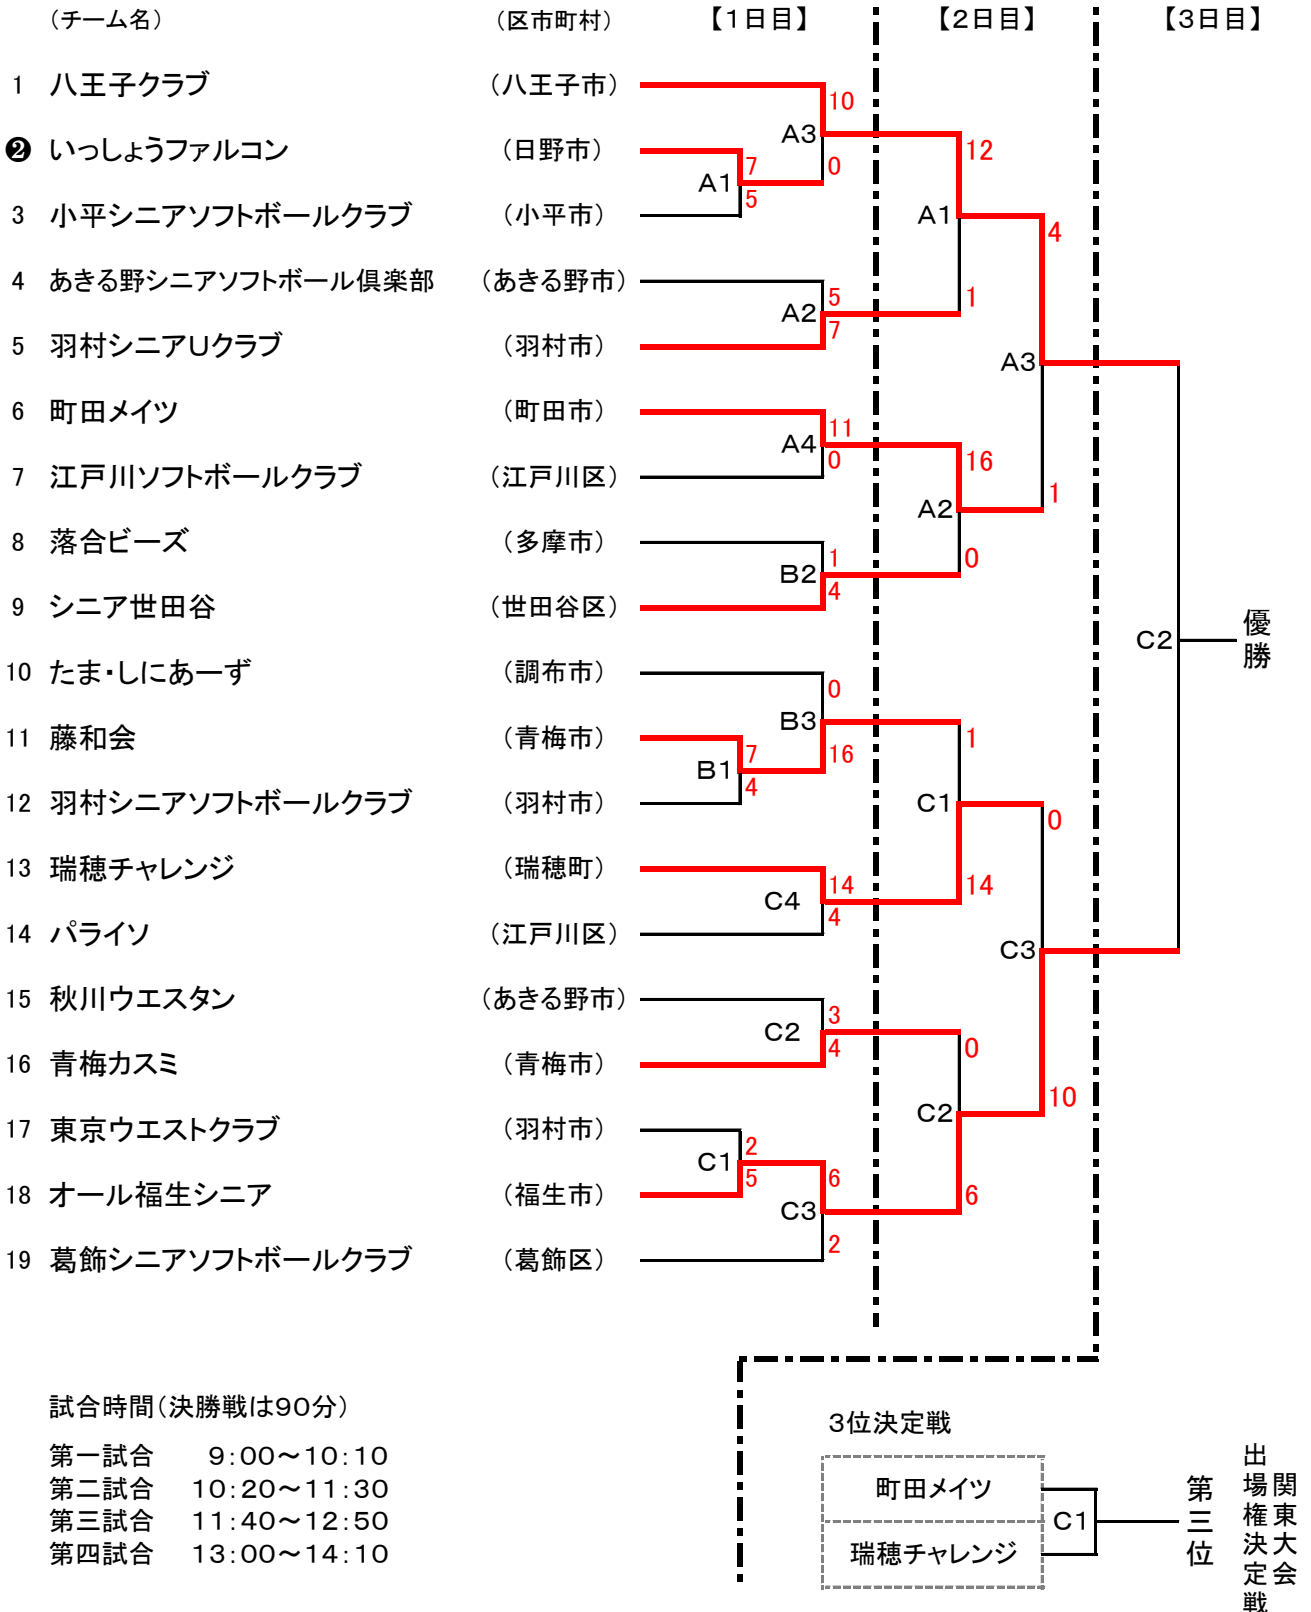 （チーム名） （区市町村） 【1日目】 【2日目】 【3日目】
1 八王子クラブ （八王子市）
10
A3
❷ いっしょうファルコン （日野市）
12
7 0
A1
5
3 小平シニアソフトボールクラブ （小平市）
A1
4
4 あきる野シニアソフトボール倶楽部 （あきる野市）
5 1
A2
7
5 羽村シニアUクラブ （羽村市）
A3
6 町田メイツ （町田市）
11
A4
0 16
7 江戸川ソフトボールクラブ （江戸川区）
1
A2
8 落合ビーズ （多摩市）
1 0
B2
4
9 シニア世田谷 （世田谷区）
C2 優勝
10 たま・しにあーず （調布市）
0
B3
11 藤和会 （青梅市）
1
7 16
B1
4
12 羽村シニアソフトボールクラブ （羽村市）
C1
0
13 瑞穂チャレンジ （瑞穂町）
14 14
C4
4
14 パライソ （江戸川区）
C3
15 秋川ウエスタン （あきる野市）
3
C2
4 0
16 青梅カスミ （青梅市）
10
C2
17 東京ウエストクラブ （羽村市）
2
C1
5 6
18 オール福生シニア （福生市）
6
C3
2
19 葛飾シニアソフトボールクラブ （葛飾区）
試合時間（決勝戦は90分）
第一試合 9:00～10:10
第二試合 10:20～11:30
第三試合 11:40～12:50
第四試合 13:00～14:10
3位決定戦
町田メイツ
C1
瑞穂チャレンジ
第三位
関東大会
出場権決定戦